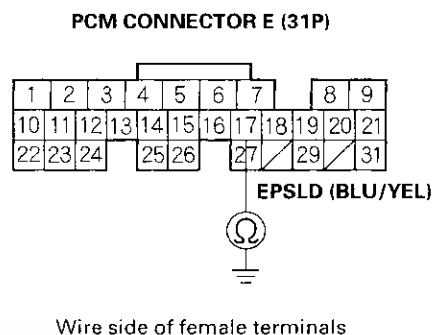 PCM CONNECTOR E (31P)
1 2 3 4 5 6 7 8 9
10 11 12 13 14 15 16 17 18 19 20 21
22 23 24 25 26 27 29 31
EPSLD (BLU/YEL)
Ω
Wire side of female terminals